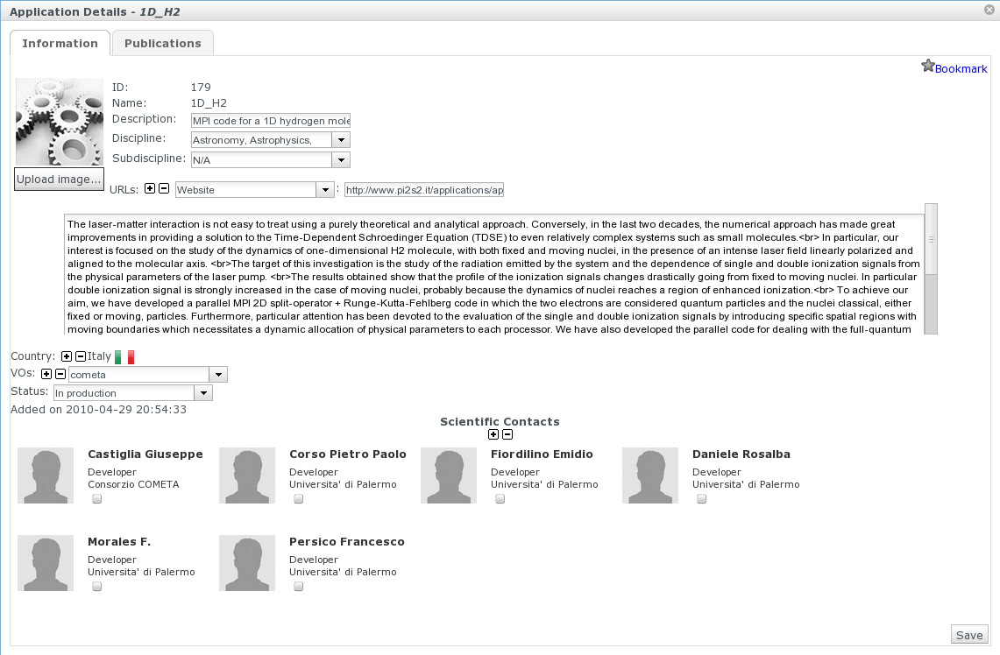 Application Details - 1D_H2
Information
Publications
Bookmark
ID: 179
Name: 1D_H2
Description: MPI code for a 1D hydrogen mole
Discipline: Astronomy, Astrophysics,
Subdiscipline: N/A
Upload image...
URLs: Website : http://www.pi2s2.it/applications/ap
The laser-matter interaction is not easy to treat using a purely theoretical and analytical approach. Conversely, in the last two decades, the numerical approach has made great
improvements in providing a solution to the Time-Dependent Schroedinger Equation (TDSE) to even relatively complex systems such as small molecules.<br> In particular, our
interest is focused on the study of the dynamics of one-dimensional H2 molecule, with both fixed and moving nuclei, in the presence of an intense laser field linearly polarized and
aligned to the molecular axis. <br>The target of this investigation is the study of the radiation emitted by the system and the dependence of single and double ionization signals from
the physical parameters of the laser pump. <br>The results obtained show that the profile of the ionization signals changes drastically going from fixed to moving nuclei. In particular
double ionization signal is strongly increased in the case of moving nuclei, probably because the dynamics of nuclei reaches a region of enhanced ionization.<br> To achieve our
aim, we have developed a parallel MPI 2D split-operator + Runge-Kutta-Fehlberg code in which the two electrons are considered quantum particles and the nuclei classical, either
fixed or moving, particles. Furthermore, particular attention has been devoted to the evaluation of the single and double ionization signals by introducing specific spatial regions with
moving boundaries which necessitates a dynamic allocation of physical parameters to each processor. We have also developed the parallel code for dealing with the full-quantum
Country: Italy
VOs: cometa
Status: In production
Added on 2010-04-29 20:54:33
Scientific Contacts
Castiglia Giuseppe
Developer
Consorzio COMETA
Corso Pietro Paolo
Developer
Universita' di Palermo
Fiordilino Emidio
Developer
Universita' di Palermo
Daniele Rosalba
Developer
Universita' di Palermo
Morales F.
Developer
Universita' di Palermo
Persico Francesco
Developer
Universita' di Palermo
Save